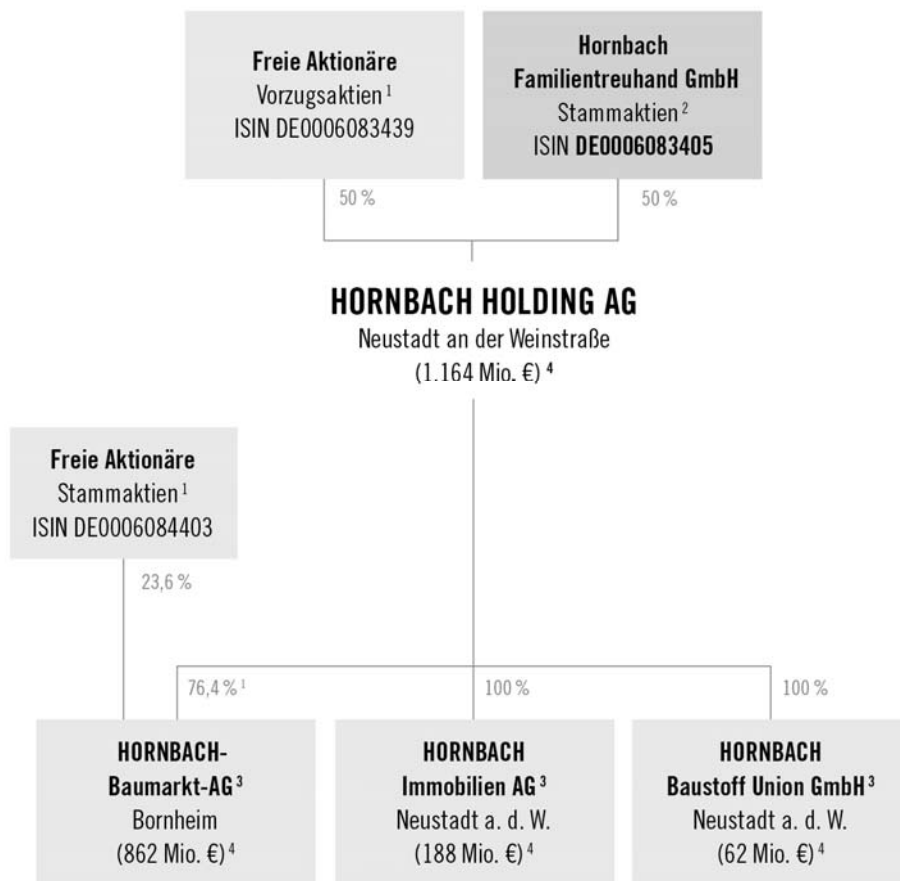 Freie Aktionäre
Vorzugsaktien ¹
ISIN DE0006083439
Hornbach
Familientreuhand GmbH
Stammaktien ²
ISIN DE0006083405
50 %
50 %
HORNBACH HOLDING AG
Neustadt an der Weinstraße
(1.164 Mio. €) ⁴
Freie Aktionäre
Stammaktien ¹
ISIN DE0006084403
23,6 %
76,4 % ¹
100 %
100 %
HORNBACH-
Baumarkt-AG ³
Bornheim
(862 Mio. €) ⁴
HORNBACH
Immobilien AG ³
Neustadt a. d. W.
(188 Mio. €) ⁴
HORNBACH
Baustoff Union GmbH ³
Neustadt a. d. W.
(62 Mio. €) ⁴